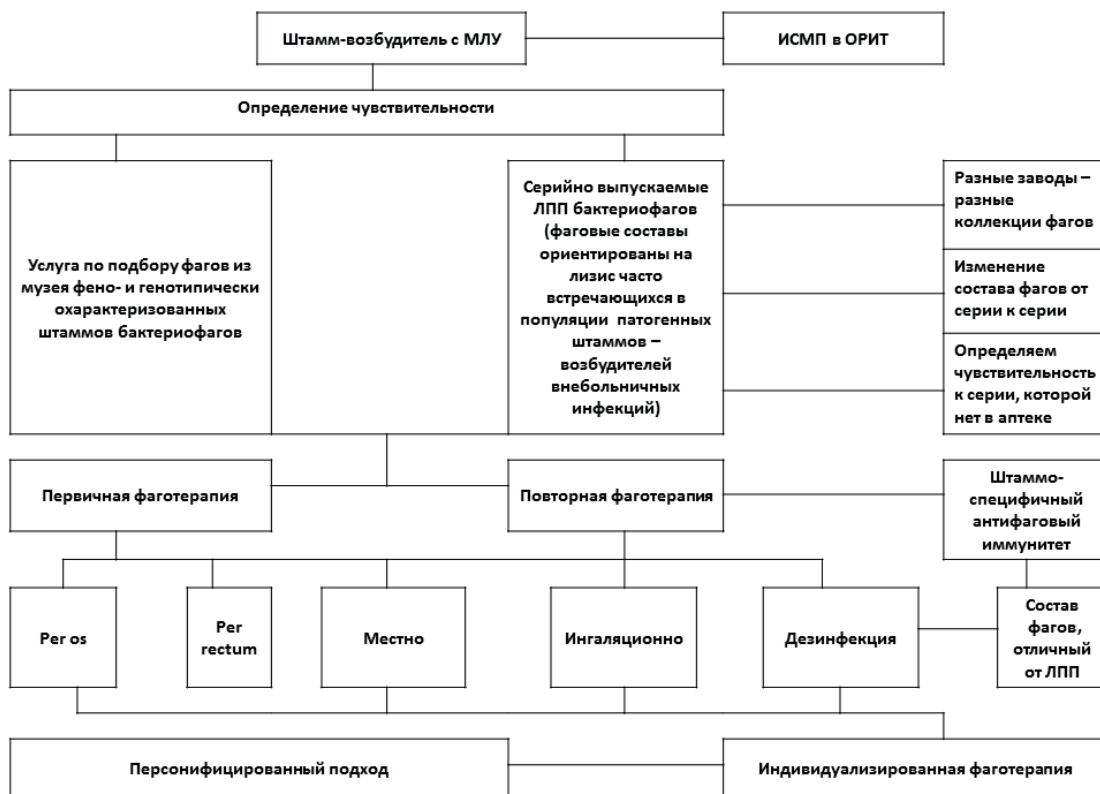 Штамм-возбудитель с МЛУ
ИСМП в ОРИТ
Определение чувствительности
Услуга по подбору фагов из
музея фено- и генотипически
охарактеризованных
штаммов бактериофагов
Серийно выпускаемые
ЛПП бактериофагов
(фаговые составы
ориентированы на
лизис часто
встречающихся в
популяции патогенных
штаммов –
возбудителей
внебольничных
инфекций)
Разные заводы –
разные
коллекции фагов
Изменение
состава фагов от
серии к серии
Определяем
чувствительность
к серии, которой
нет в аптеке
Первичная фаготерапия
Повторная фаготерапия
Штаммо-
специфичный
антифаговый
иммунитет
Per os
Per
rectum
Местно
Ингаляционно
Дезинфекция
Состав
фагов,
отличный
от ЛПП
Персонифицированный подход
Индивидуализированная фаготерапия